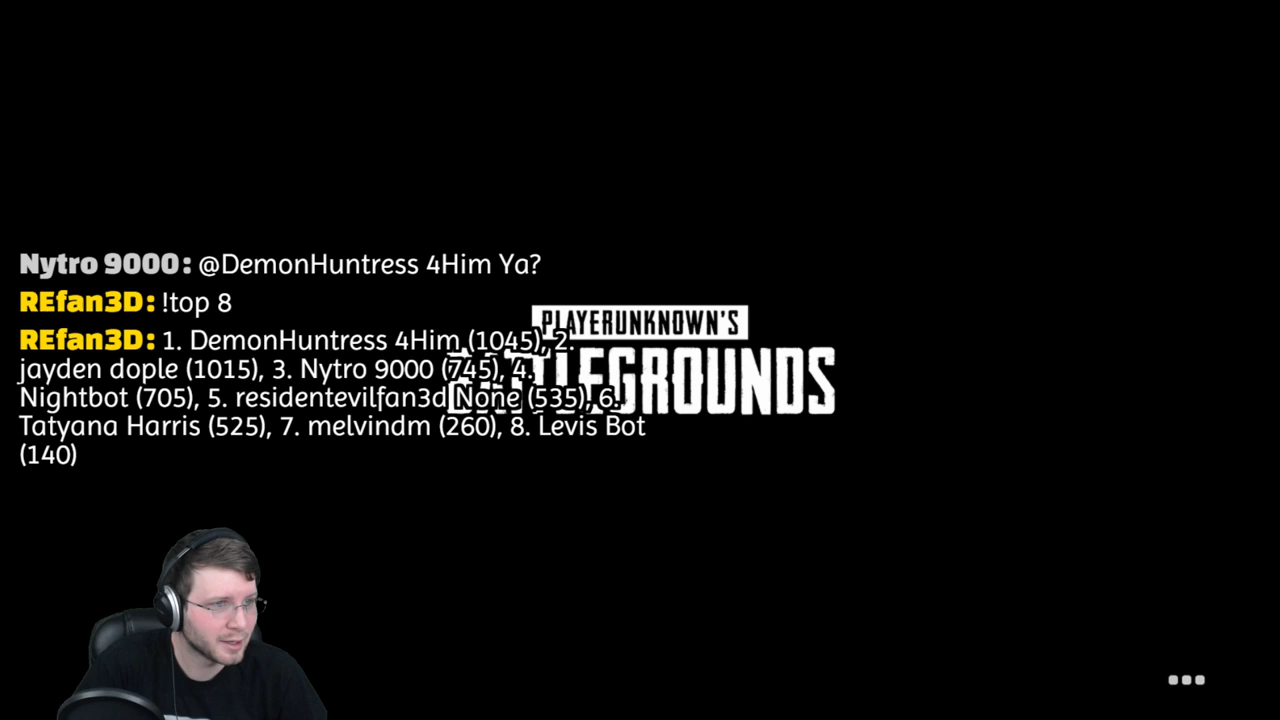 Nytro 9000: @DemonHuntress 4Him Ya?
REfan3D: !top 8
PLAYERUNKNOWN'S
BATTLEGROUNDS
REfan3D: 1. DemonHuntress 4Him (1045), 2.
jayden dople (1015), 3. Nytro 9000 (745), 4.
Nightbot (705), 5. residentevilfan3d None (535), 6.
Tatyana Harris (525), 7. melvindm (260), 8. Levis Bot
(140)